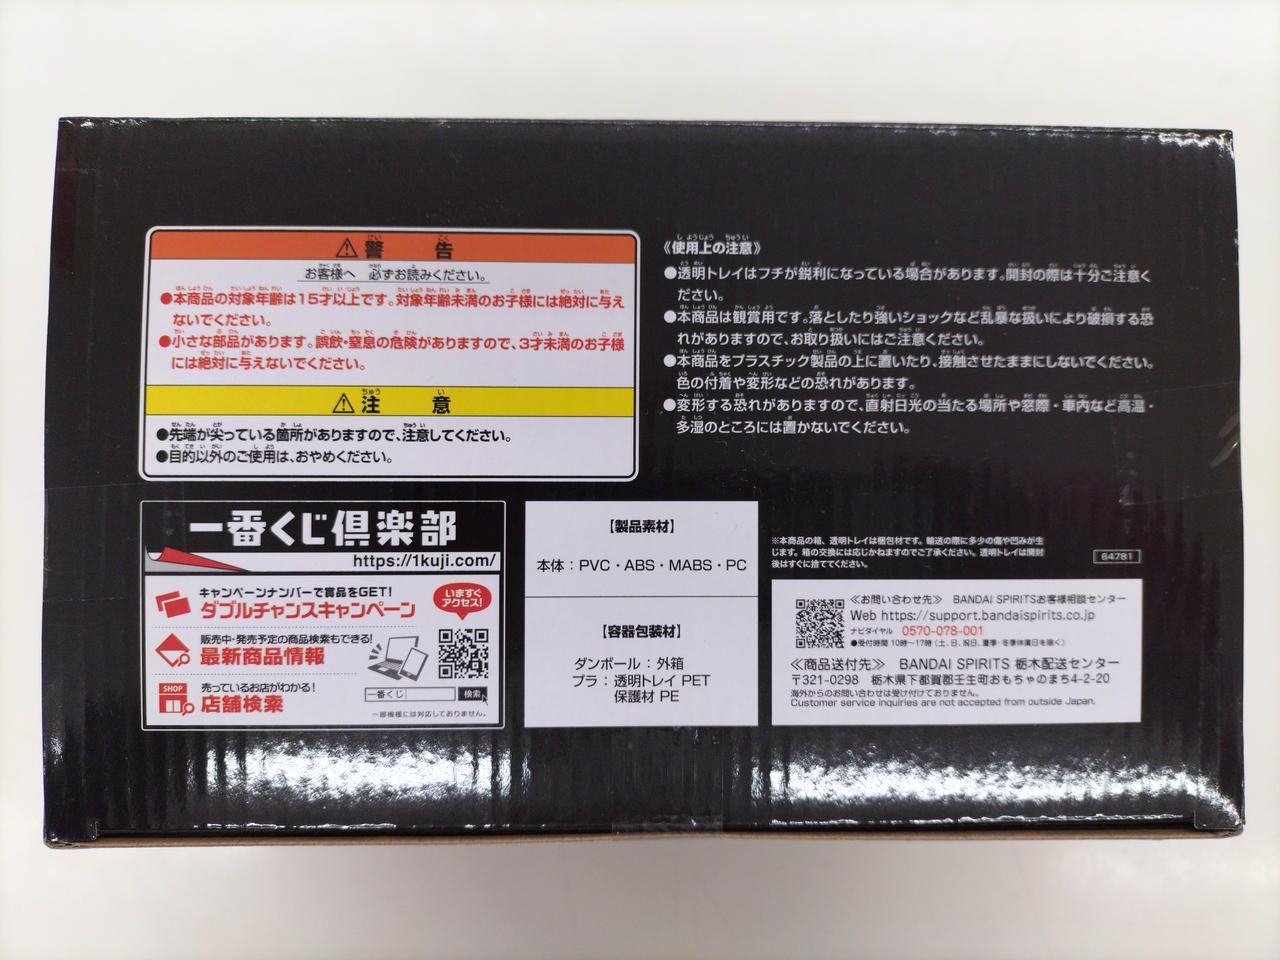 ⚠警告
お客様へ 必ずお読みください。
●本商品の対象年齢は15才以上です。対象年齢未満のお子様には絶対に与え
ないでください。
●小さな部品があります。誤飲・窒息の危険がありますので、3才未満のお子様
には絶対に与えないでください。
⚠注意
●先端が尖っている箇所がありますので、注意してください。
●目的以外のご使用は、おやめください。
《使用上の注意》
●透明トレイはフチが鋭利になっている場合があります。開封の際は十分ご注意く
ださい。
●本商品は観賞用です。落としたり強いショックなど乱暴な扱いにより破損する恐
れがありますので、お取り扱いにはご注意ください。
●本商品をプラスチック製品の上に置いたり、接触させたままにしないでください。
色の付着や変形などの恐れがあります。
●変形する恐れがありますので、直射日光の当たる場所や窓際・車内など高温・
多湿のところには置かないでください。
一番くじ倶楽部
https://1kuji.com/
キャンペーンナンバーで賞品をGET!
ダブルチャンスキャンペーン
いますぐ
アクセス!
販売中・発売予定の商品検索もできる!
最新商品情報
SHOP
売っているお店がわかる!
店舗検索
一番くじ
検索
一部機種には対応しておりません。
【製品素材】
本体：PVC・ABS・MABS・PC
【容器包装材】
ダンボール：外箱
プラ：透明トレイ PET
保護材 PE
※本商品の箱、透明トレイは梱包材です。輸送の際に多少の傷や凹みが生
じます。箱の交換には応じかねますのでご了承ください。透明トレイは開封
後はすぐに捨ててください。
64781
≪お問い合わせ先≫ BANDAI SPIRITSお客様相談センター
Web https://support.bandaispirits.co.jp
ナビダイヤル 0570-078-001
●受付時間 10時〜17時（土、日、祝日、夏季・冬季休業日を除く）
≪商品送付先≫ BANDAI SPIRITS 栃木配送センター
〒321-0298 栃木県下都賀郡壬生町おもちゃのまち4-2-20
海外からのお問い合わせは受け付けておりません。
Customer service inquiries are not accepted from outside Japan.